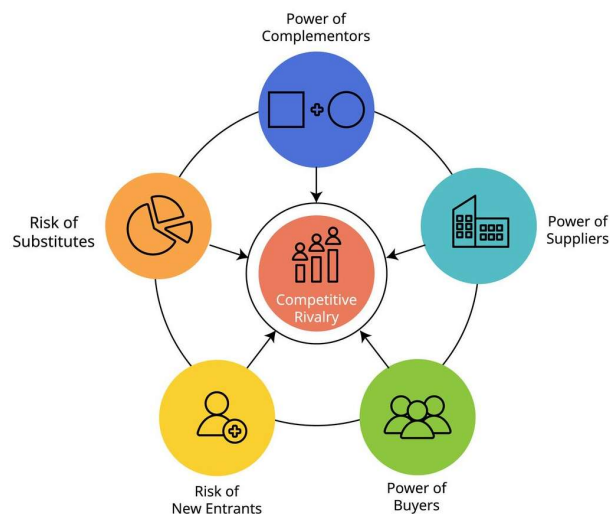 Power of
Complementors
Risk of
Substitutes
Power of
Suppliers
Competitive
Rivalry
Risk of
New Entrants
Power of
Buyers